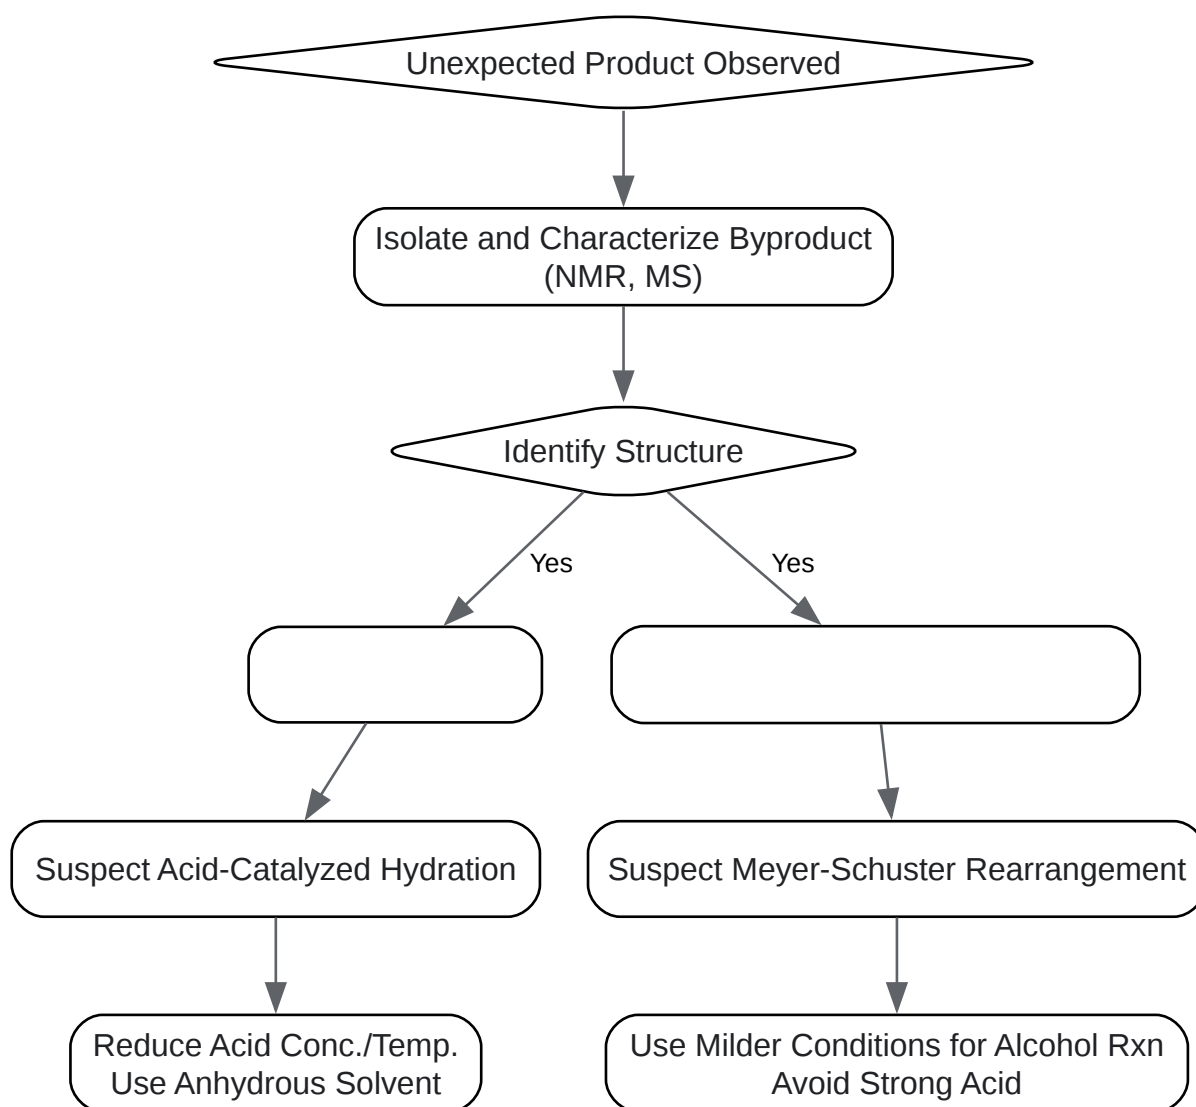 Unexpected Product Observed
Isolate and Characterize Byproduct
(NMR, MS)
Identify Structure
Yes
Yes
Suspect Acid-Catalyzed Hydration
Suspect Meyer-Schuster Rearrangement
Reduce Acid Conc./Temp.
Use Anhydrous Solvent
Use Milder Conditions for Alcohol Rxn
Avoid Strong Acid